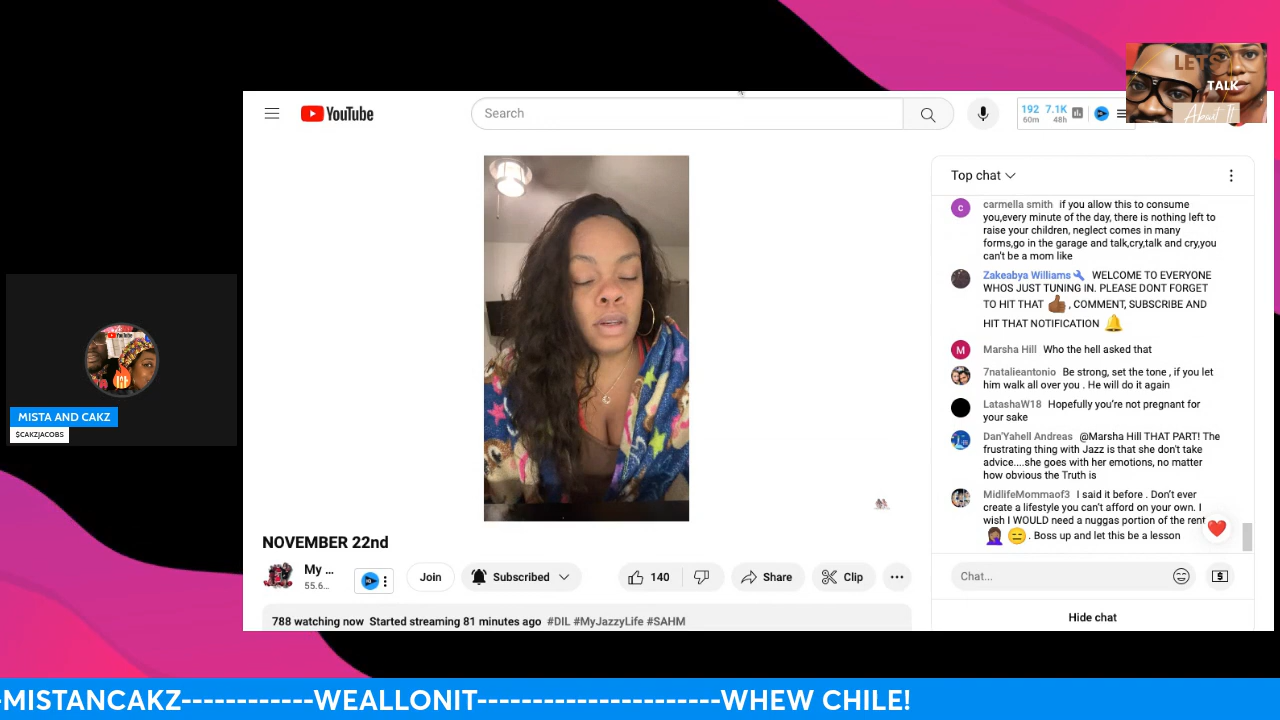 LETS
TALK
About It
YouTube
Search
192 7.1K
60m 48h
Top chat
carmella smith if you allow this to consume
you,every minute of the day, there is nothing left to
raise your children, neglect comes in many
forms,go in the garage and talk,cry,talk and cry,you
can't be a mom like
Zakeabya Williams WELCOME TO EVERYONE
WHOS JUST TUNING IN. PLEASE DONT FORGET
TO HIT THAT 👍🏾, COMMENT, SUBSCRIBE AND
HIT THAT NOTIFICATION 🔔
Marsha Hill Who the hell asked that
7natalieantonio Be strong, set the tone , if you let
him walk all over you . He will do it again
LatashaW18 Hopefully you're not pregnant for
your sake
Dan'Yahell Andreas @Marsha Hill THAT PART! The
frustrating thing with Jazz is that she don't take
advice....she goes with her emotions, no matter
how obvious the Truth is
MidlifeMommaof3 I said it before . Don't ever
create a lifestyle you can't afford on your own. I
wish I WOULD need a nuggas portion of the rent
🤦🏾‍♀️😑. Boss up and let this be a lesson
Chat...
Hide chat
MISTA AND CAKZ
$CAKZJACOBS
NOVEMBER 22nd
My ...
55.6...
Join
Subscribed
140
Share
Clip
788 watching now Started streaming 81 minutes ago #DIL #MyJazzyLife #SAHM
-MISTANCAKZ------------WEALLONIT----------------------WHEW CHILE!